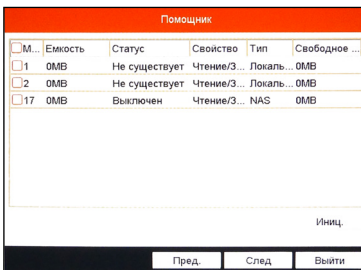 Помощник
М... Емкость Статус Свойство Тип Свободное ...
1 0MB Не существует Чтение/З... Локаль... 0MB
2 0MB Не существует Чтение/З... Локаль... 0MB
17 0MB Выключен Чтение/З... NAS 0MB
Иниц.
Пред. След Выйти